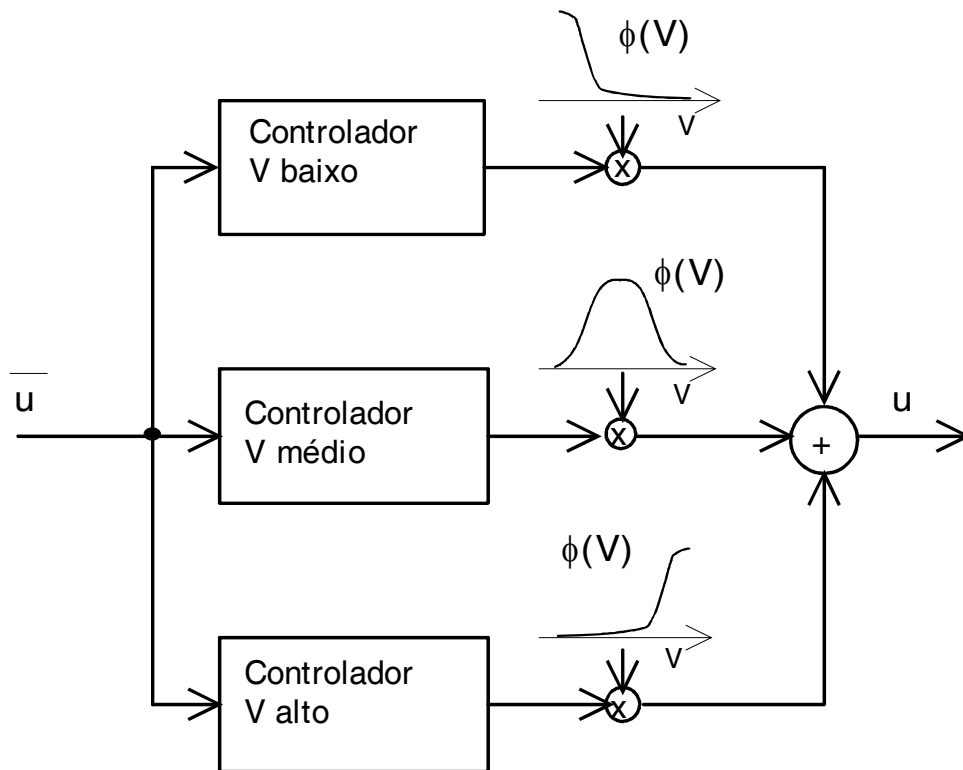 ϕ(V)
V
Controlador
V baixo
x
ϕ(V)
V
u
Controlador
V médio
x
+
u
ϕ(V)
V
Controlador
V alto
x